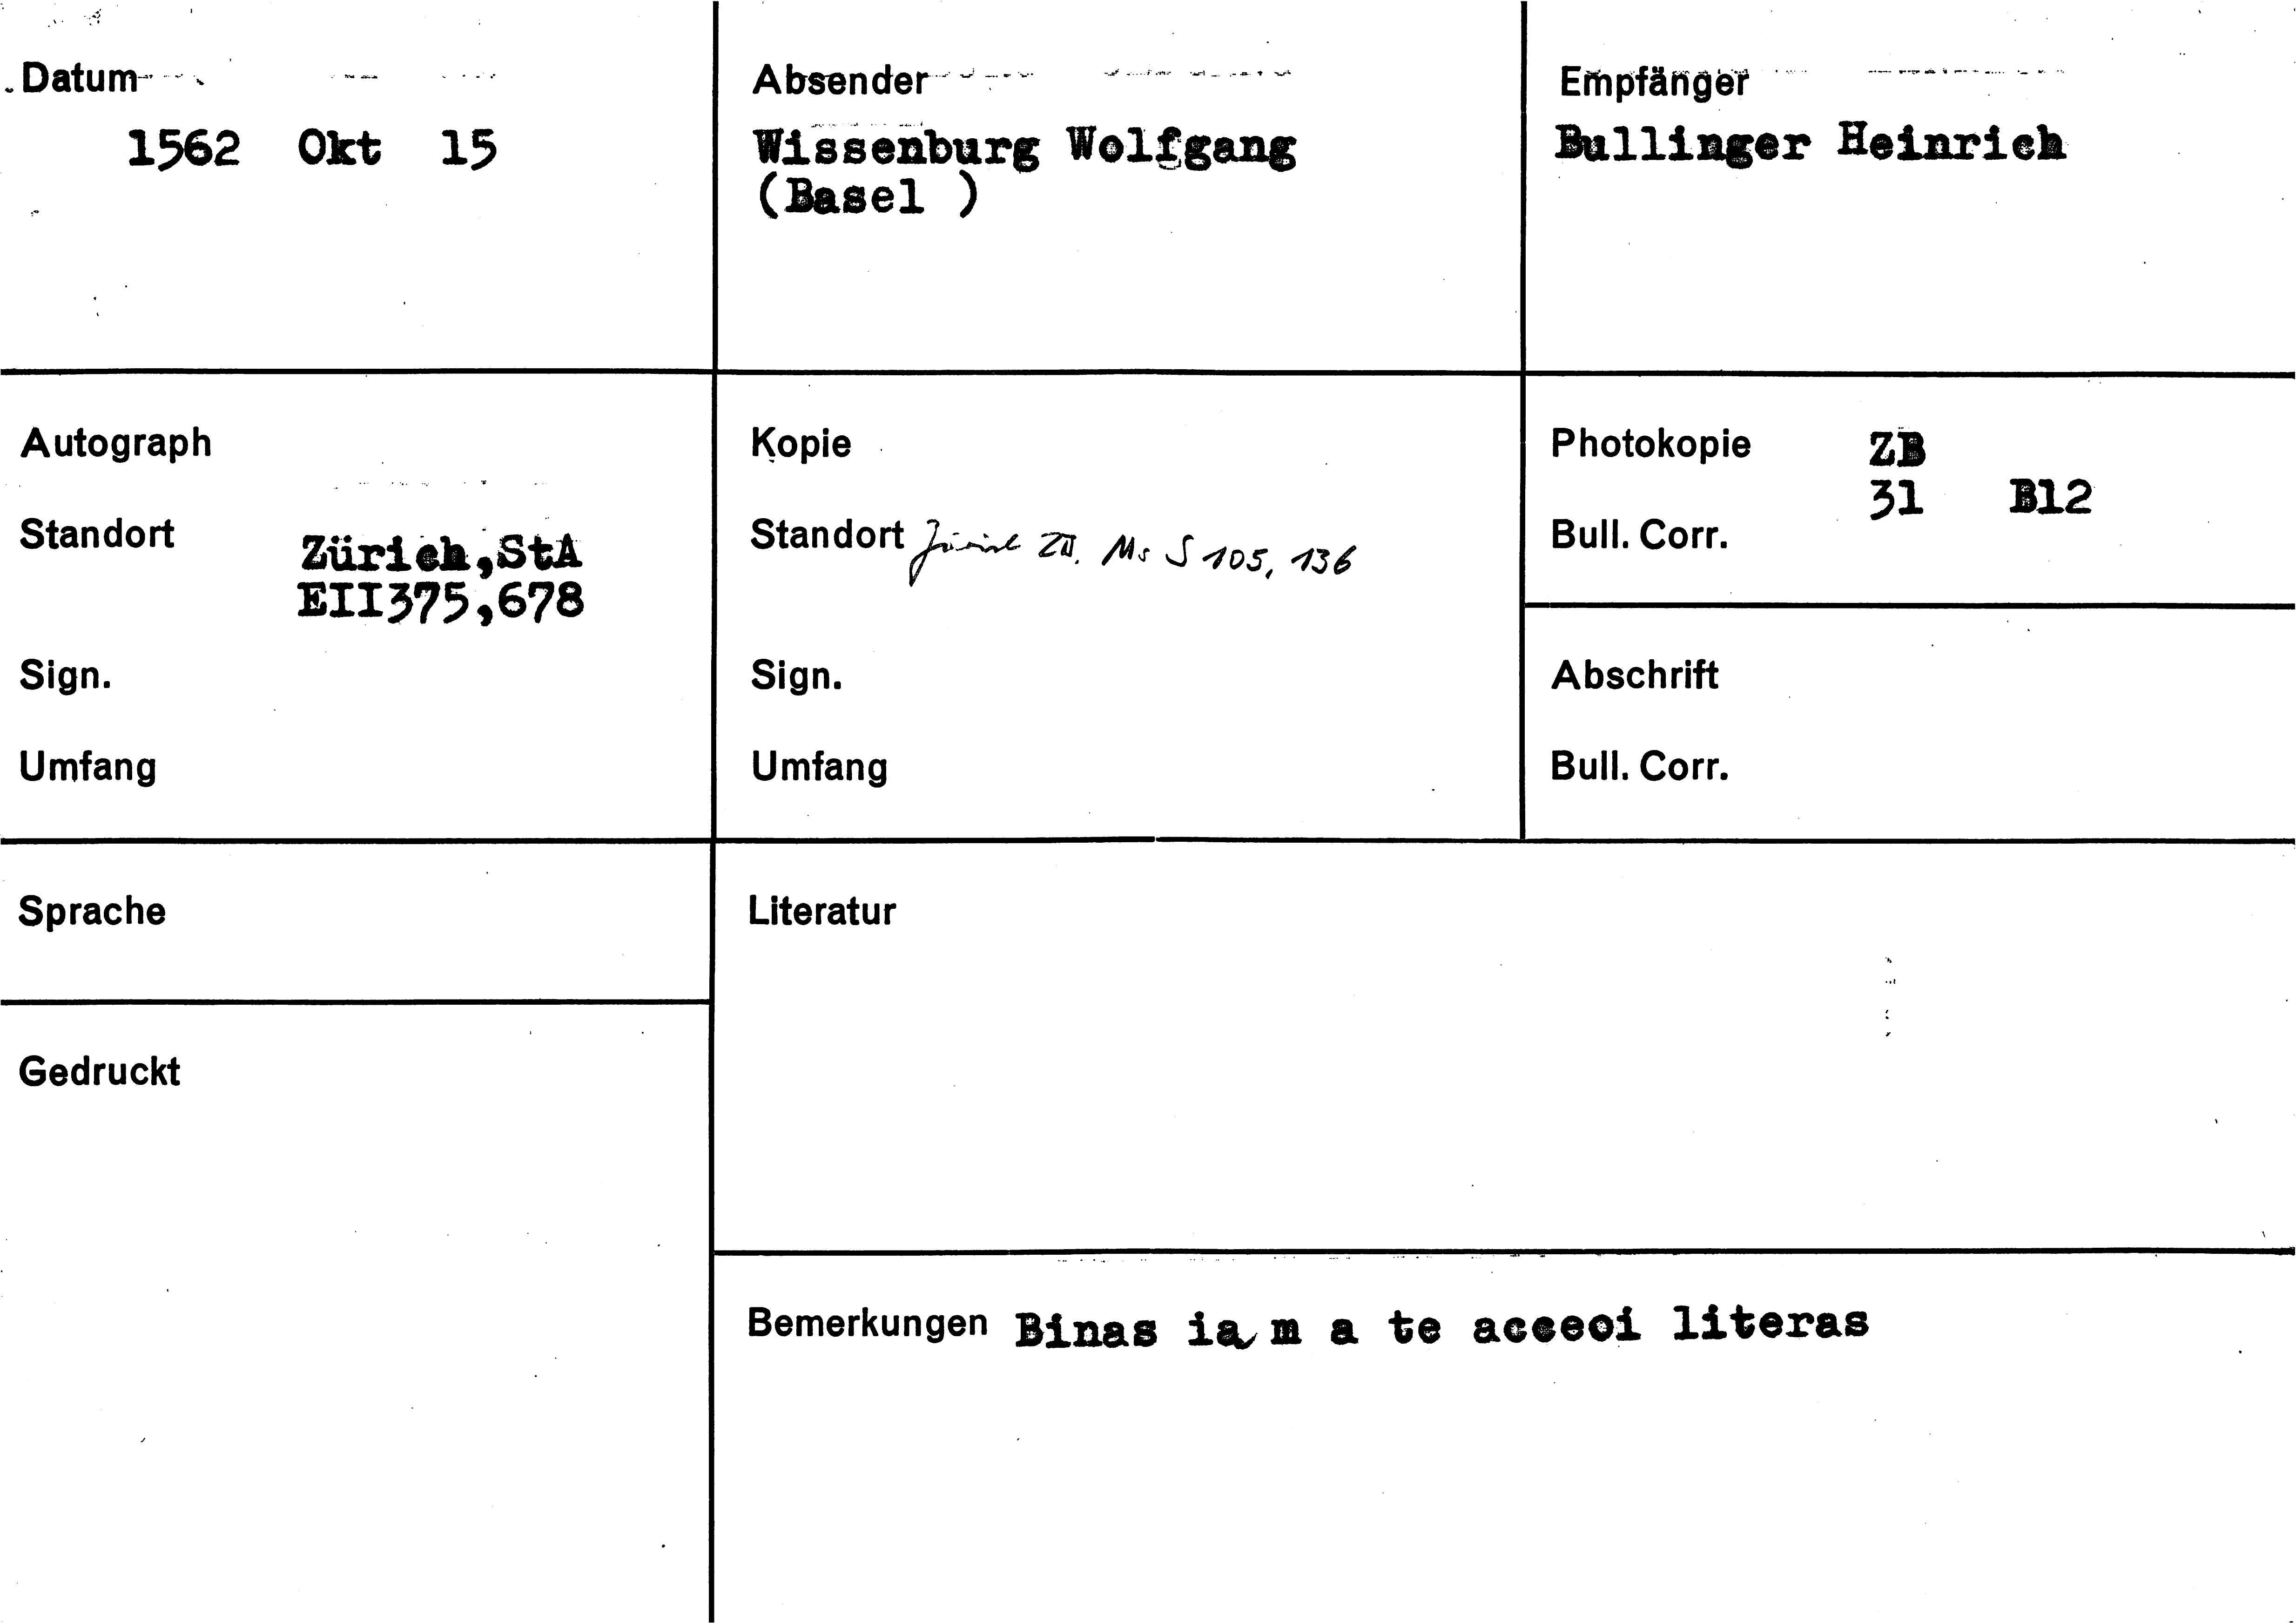 Datum
1562 Okt 15
Absender
Wissenburg Wolfgang
(Basel )
Empfänger
Bullinger Heinrich
Autograph
Standort
Zürich,StA
EII375,678
Sign.
Umfang
Kopie
Standort Zürich ZB. Ms S 105, 136
Sign.
Umfang
Photokopie ZB
31 B12
Bull. Corr.
Abschrift
Bull. Corr.
Sprache
Literatur
Gedruckt
Bemerkungen Binas iam a te acceoi literas